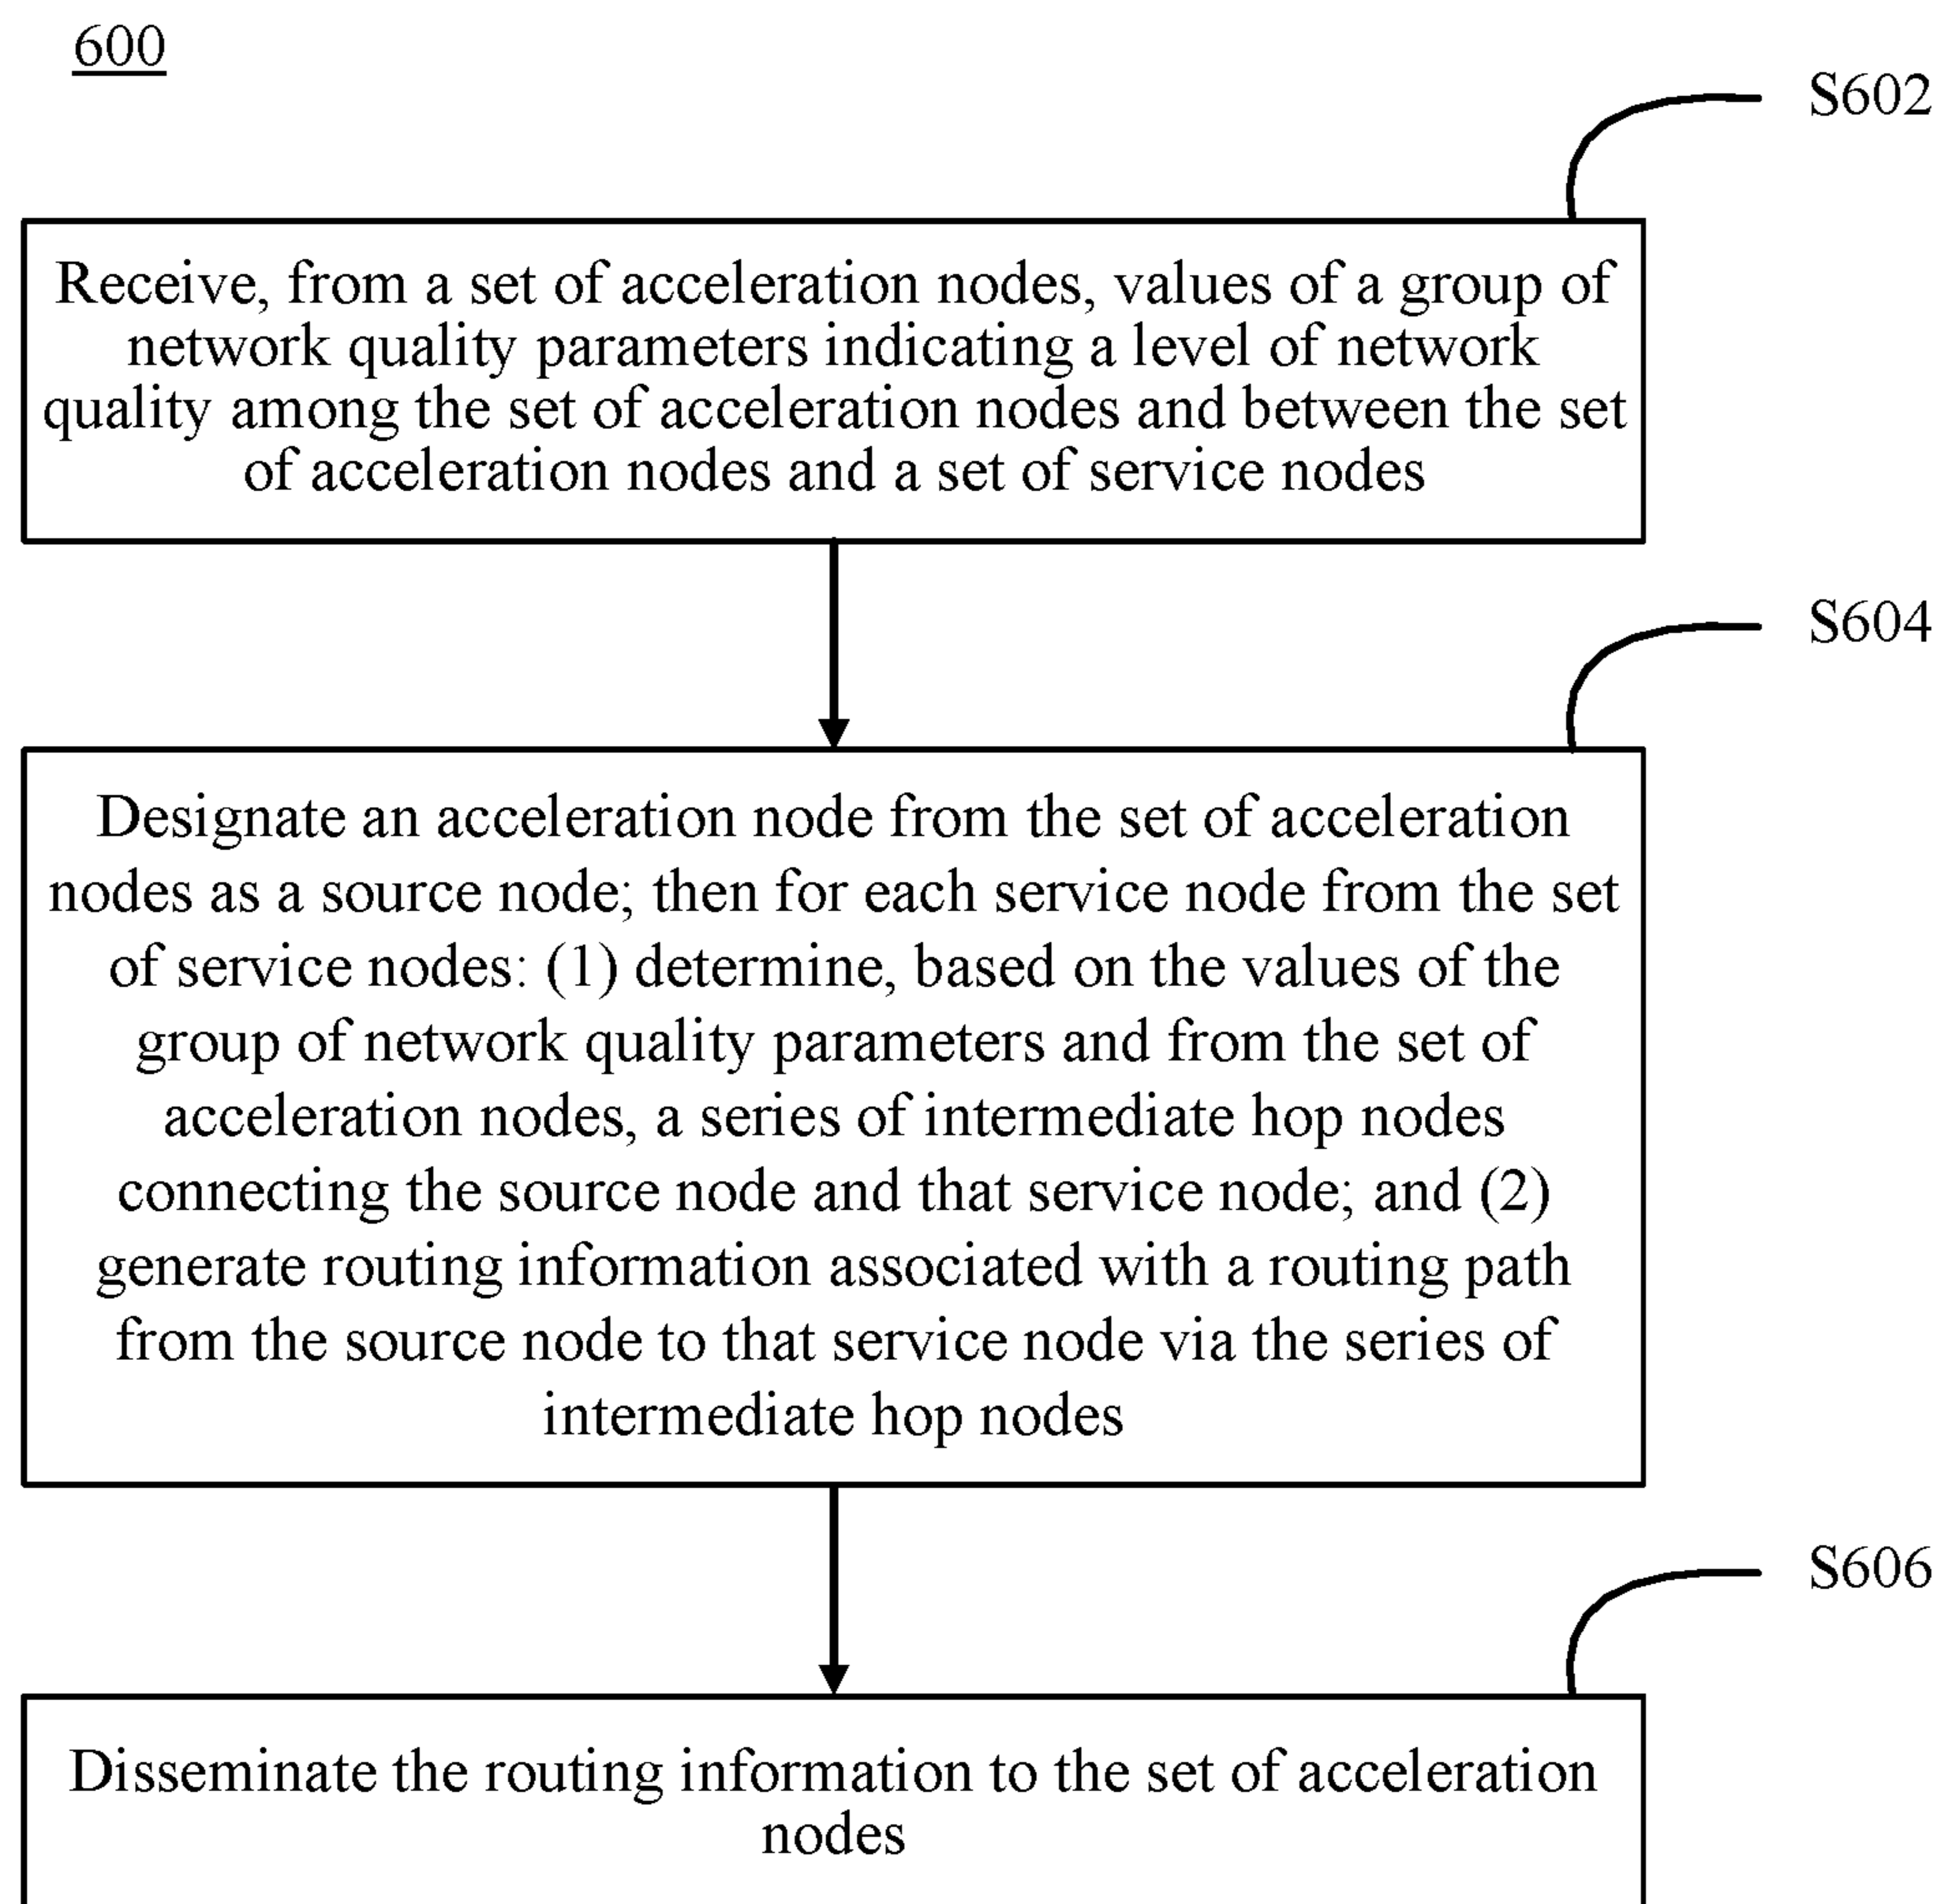 600
S602
Receive, from a set of acceleration nodes, values of a group of
network quality parameters indicating a level of network
quality among the set of acceleration nodes and between the set
of acceleration nodes and a set of service nodes
S604
Designate an acceleration node from the set of acceleration
nodes as a source node; then for each service node from the set
of service nodes: (1) determine, based on the values of the
group of network quality parameters and from the set of
acceleration nodes, a series of intermediate hop nodes
connecting the source node and that service node; and (2)
generate routing information associated with a routing path
from the source node to that service node via the series of
intermediate hop nodes
S606
Disseminate the routing information to the set of acceleration
nodes